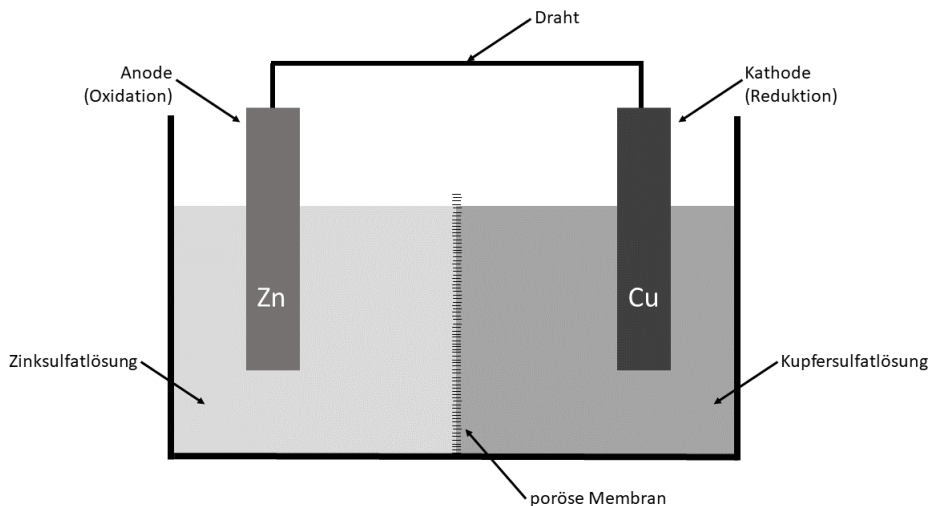 Draht
Anode
(Oxidation)
Kathode
(Reduktion)
Zn
Cu
Zinksulfatlösung
Kupfersulfatlösung
poröse Membran